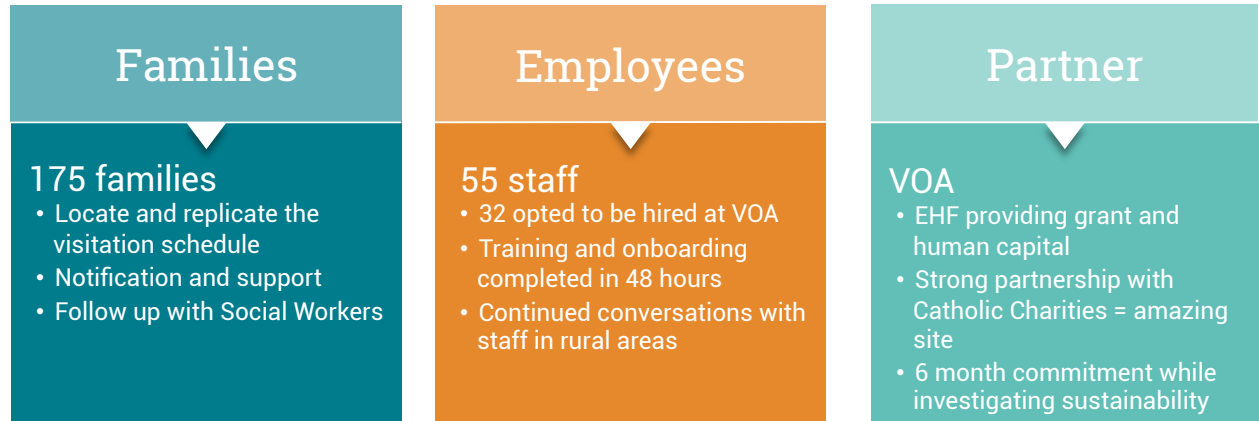 Families
175 families
• Locate and replicate the
visitation schedule
• Notification and support
• Follow up with Social Workers
Employees
55 staff
• 32 opted to be hired at VOA
• Training and onboarding
completed in 48 hours
• Continued conversations with
staff in rural areas
Partner
VOA
• EHF providing grant and
human capital
• Strong partnership with
Catholic Charities = amazing
site
• 6 month commitment while
investigating sustainability